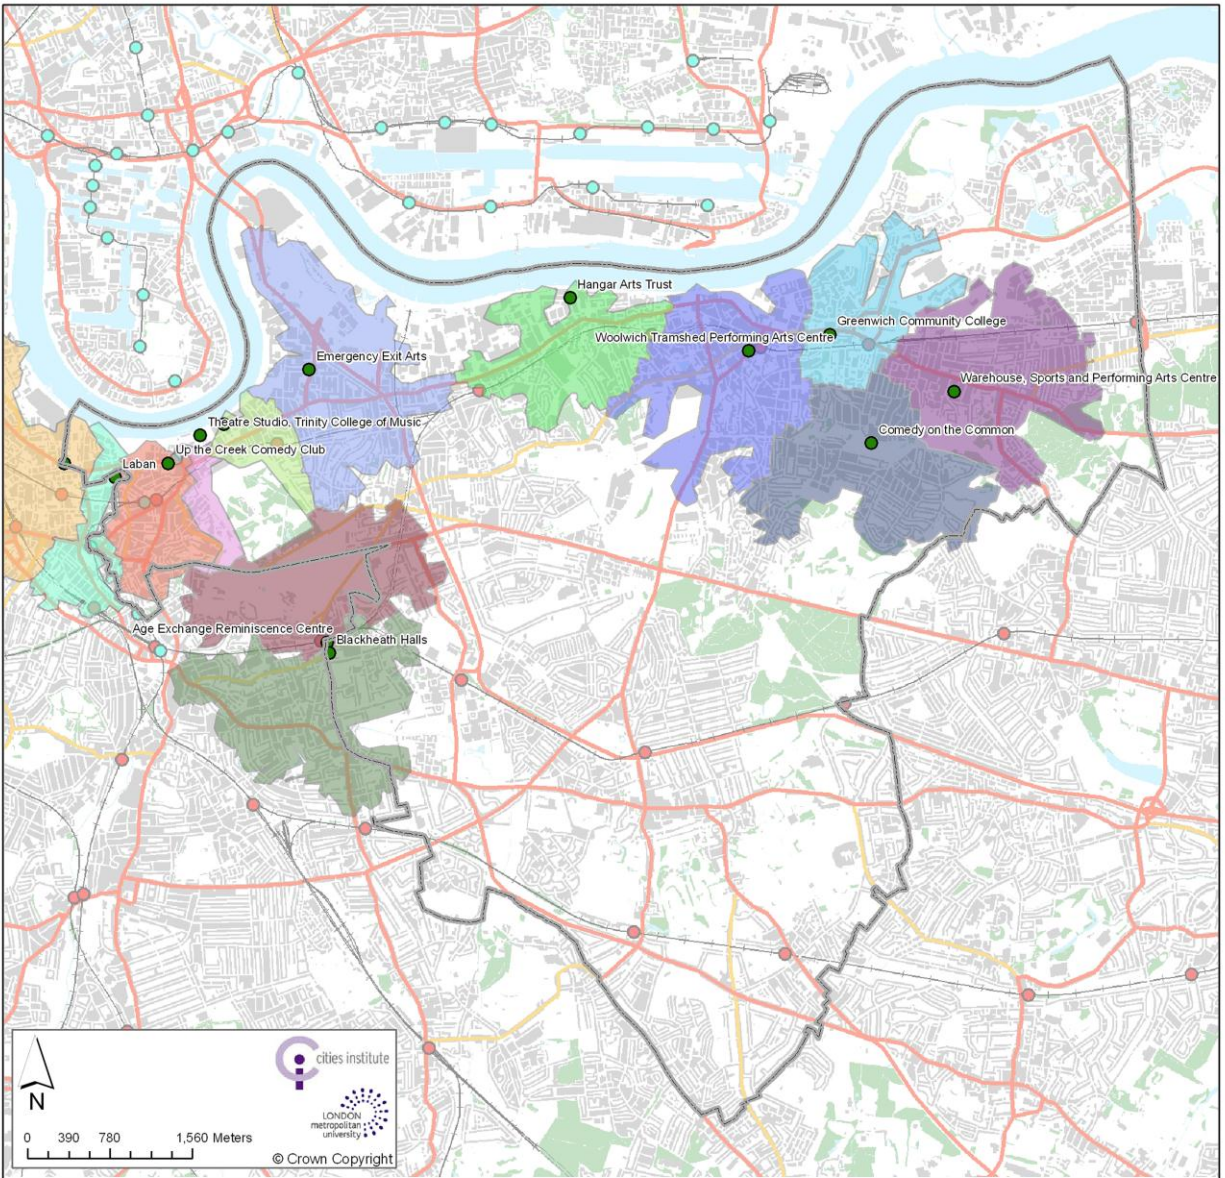 Hangar Arts Trust
Greenwich Community College
Woolwich Tramshed Performing Arts Centre
Emergency Exit Arts
Warehouse, Sports and Performing Arts Centre
Theatre Studio, Trinity College of Music
Comedy on the Common
Up the Creek Comedy Club
Laban
Age Exchange Reminiscence Centre
Blackheath Halls
N
0 390 780 1,560 Meters
cities institute
LONDON
metropolitan
university
© Crown Copyright